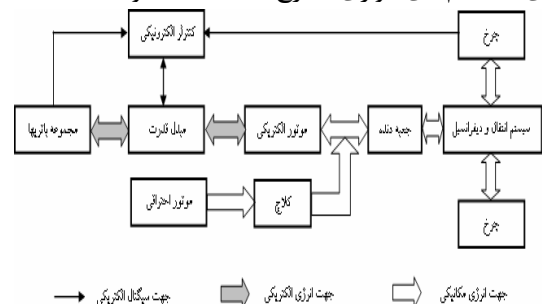 کنترلر الکترونیکی
چرخ
مجموعه باتریها
مبدل قدرت
موتور الکتریکی
جعبه دنده
سیستم انتقال و دیفرانسیل
موتور احتراقی
کلاچ
چرخ
جهت سیگنال الکتریکی
جهت انرژی الکتریکی
جهت انرژی مکانیکی